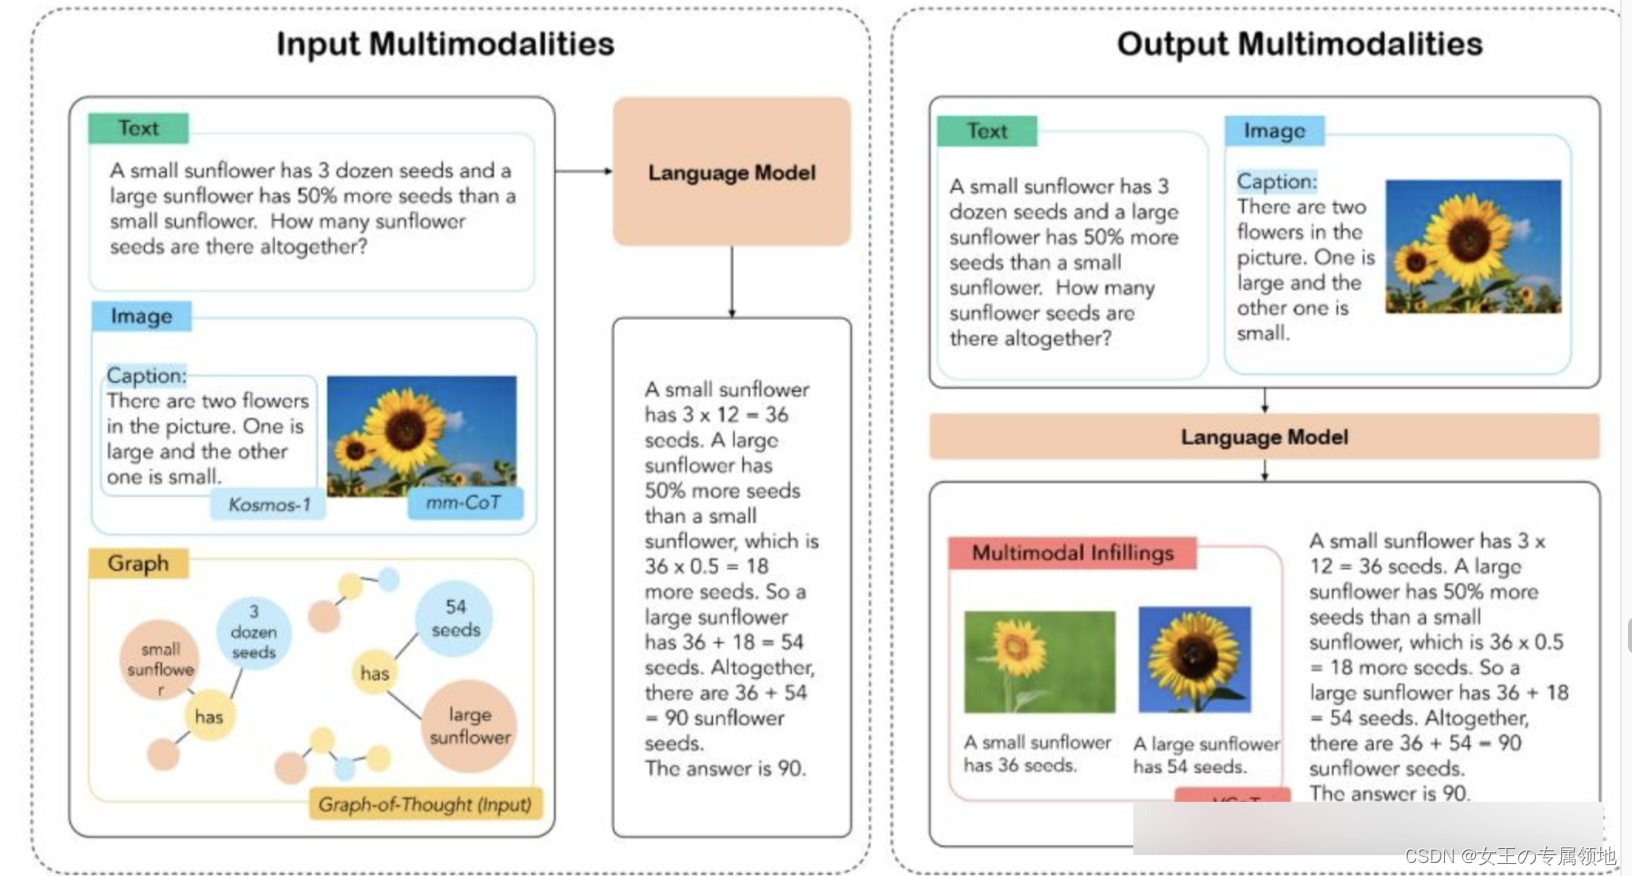 Input Multimodalities
Text
A small sunflower has 3 dozen seeds and a
large sunflower has 50% more seeds than a
small sunflower. How many sunflower
seeds are there altogether?
Image
Caption:
There are two flowers
in the picture. One is
large and the other
one is small.
Kosmos-1
mm-CoT
Graph
small
sunflowe
r
3
dozen
seeds
has
54
seeds
has
large
sunflower
Graph-of-Thought (Input)
Language Model
A small sunflower
has 3 x 12 = 36
seeds. A large
sunflower has
50% more seeds
than a small
sunflower, which is
36 x 0.5 = 18
more seeds. So a
large sunflower
has 36 + 18 = 54
seeds. Altogether,
there are 36 + 54
= 90 sunflower
seeds.
The answer is 90.
Output Multimodalities
Text
A small sunflower has 3
dozen seeds and a large
sunflower has 50% more
seeds than a small
sunflower. How many
sunflower seeds are
there altogether?
Image
Caption:
There are two
flowers in the
picture. One is
large and the
other one is
small.
Language Model
Multimodal Infillings
A small sunflower
has 36 seeds.
A large sunflower
has 54 seeds.
A small sunflower has 3 x
12 = 36 seeds. A large
sunflower has 50% more
seeds than a small
sunflower, which is 36 x 0.5
= 18 more seeds. So a
large sunflower has 36 + 18
= 54 seeds. Altogether,
there are 36 + 54 = 90
sunflower seeds.
The answer is 90.
CSDN @女王の专属领地